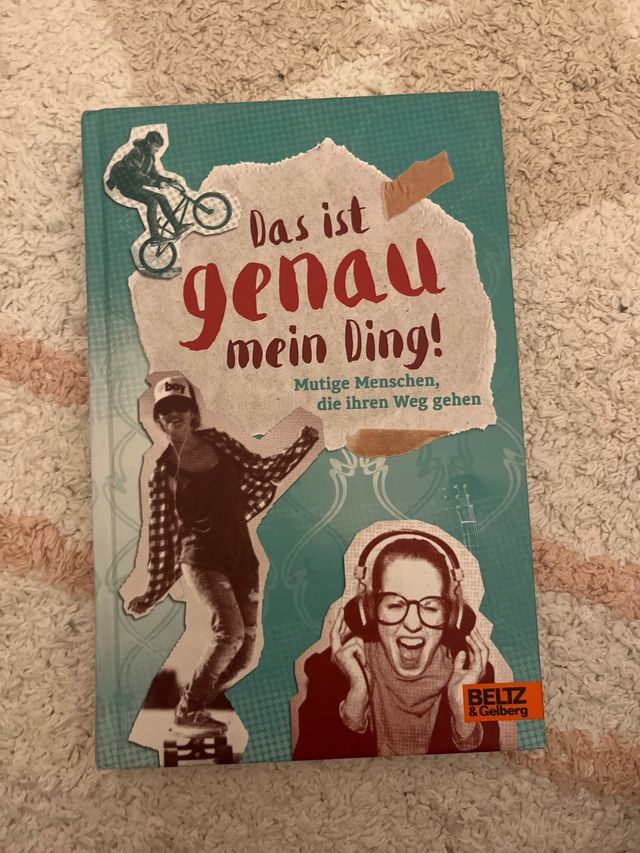 Das ist
genau
mein Ding!
Mutige Menschen,
die ihren Weg gehen
boy
BELTZ
& Gelberg